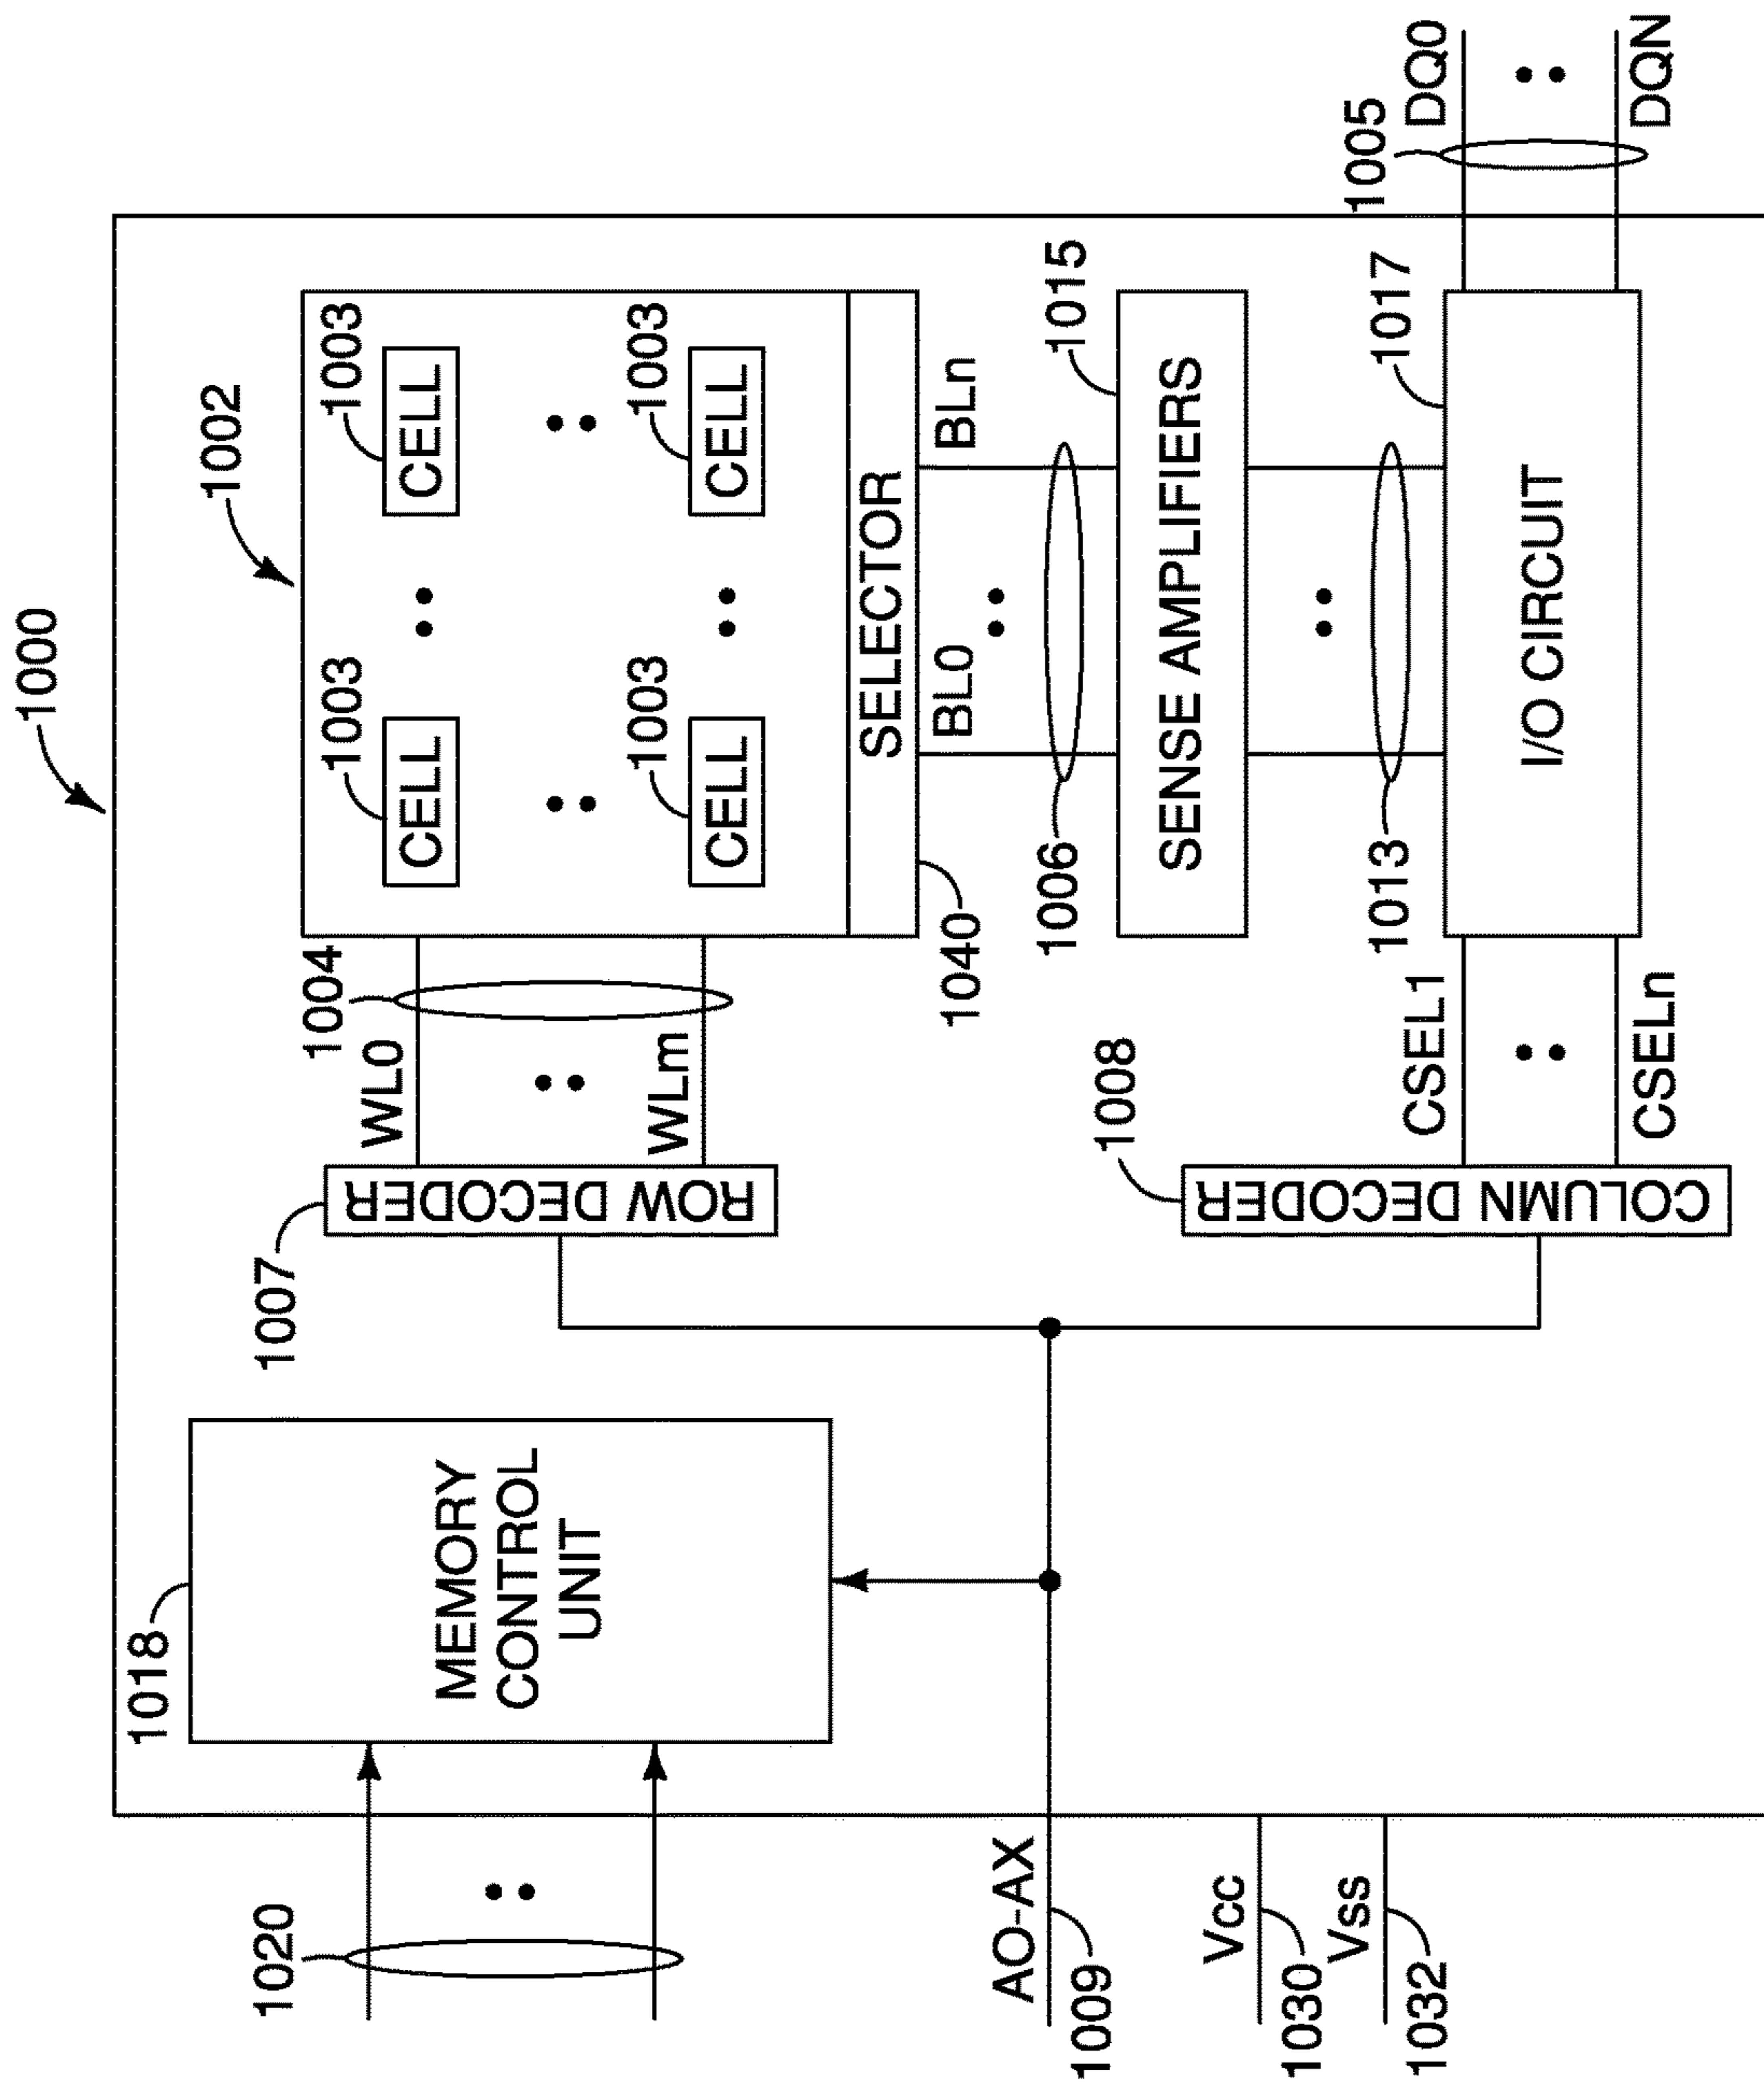 1000
1002
1018
MEMORY
CONTROL
UNIT
1020
1007
ROW DECODER
1004
WL0
WLm
1003
CELL
1003
CELL
1003
CELL
1003
CELL
SELECTOR
1040
BL0
BLn
1006
1015
SENSE AMPLIFIERS
1013
1017
I/O CIRCUIT
1008
COLUMN DECODER
CSEL1
CSELn
1005
DQ0
DQN
AO-AX
1009
Vcc
1030
Vss
1032